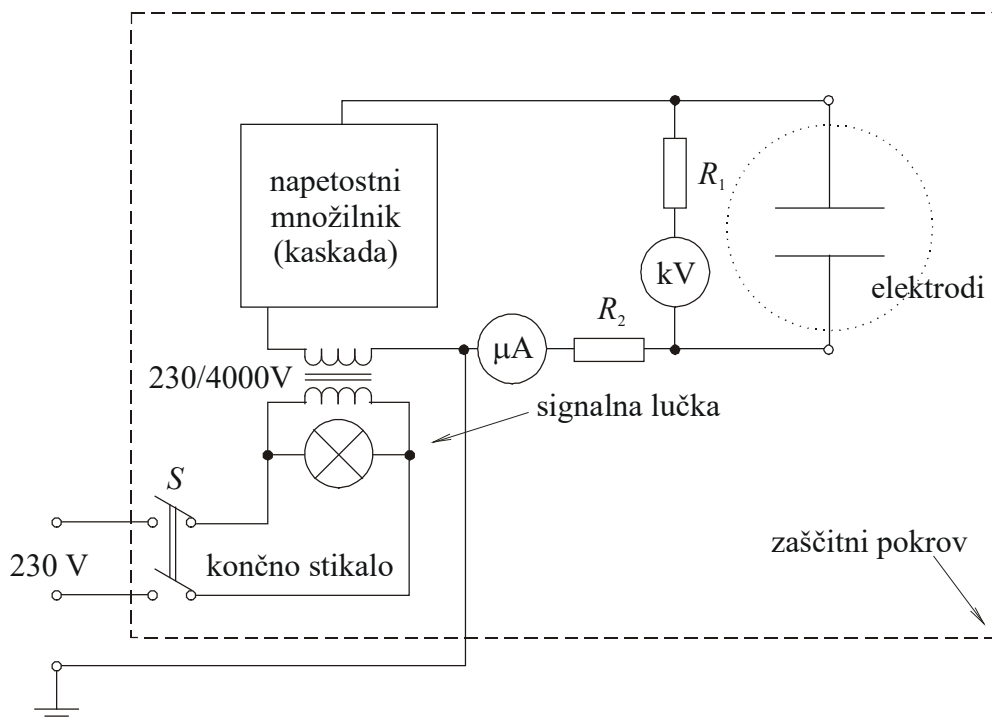 napetostni
množilnik
(kaskada)
R1
kV
elektrodi
R2
μA
230/4000V
signalna lučka
S
zaščitni pokrov
230 V
končno stikalo